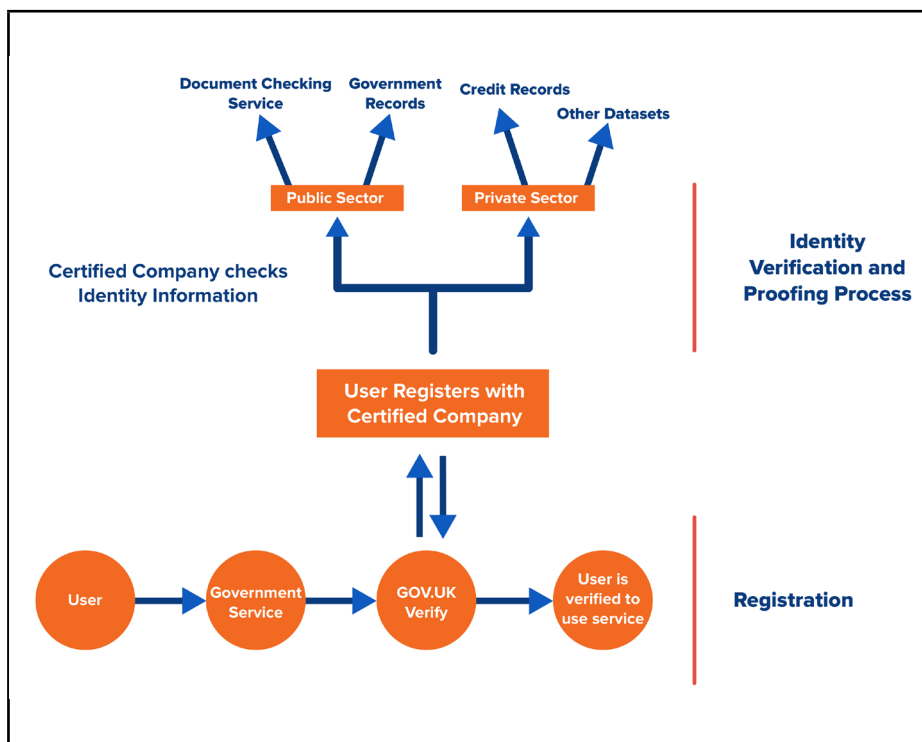 Document Checking
Service
Government
Records
Credit Records
Other Datasets
Public Sector
Private Sector
Certified Company checks
Identity Information
Identity
Verification and
Proofing Process
User Registers with
Certified Company
User
Government
Service
GOV.UK
Verify
User is
verified to
use service
Registration